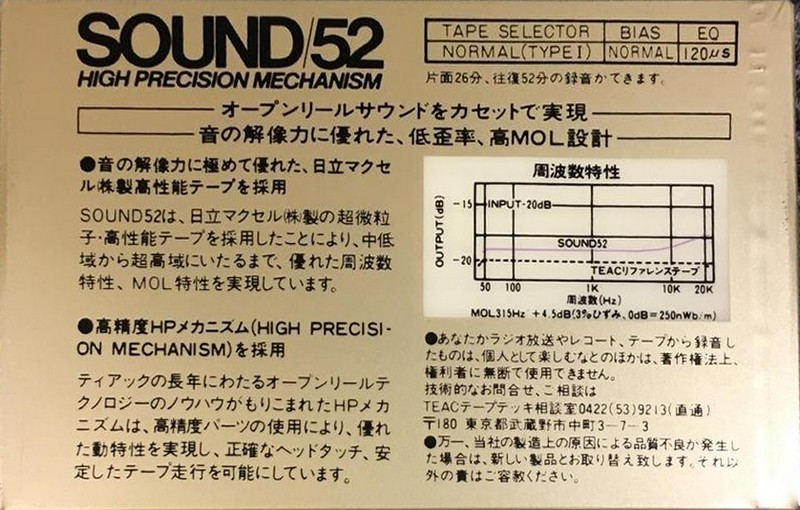 SOUND/52
HIGH PRECISION MECHANISM
TAPE SELECTOR BIAS EQ
NORMAL(TYPEⅠ) NORMAL 120μs
片面26分、往復52分の録音ができます。
オープンリールサウンドをカセットで実現
音の解像力に優れた、低歪率、高MOL設計
●音の解像力に極めて優れた、日立マクセ
ル㈱製高性能テープを採用
SOUND52は、日立マクセル㈱製の超微粒
子・高性能テープを採用したことにより、中低
域から超高域にいたるまで、優れた周波数
特性、MOL特性を実現しています。
●高精度HPメカニズム(HIGH PRECISI-
ON MECHANISM)を採用
ティアックの長年にわたるオープンリールテ
クノロジーのノウハウがもりこまれたHPメカ
ニズムは、高精度パーツの使用により、優れ
た動特性を実現し、正確なヘッドタッチ、安
定したテープ走行を可能にしています。
周波数特性
OUTPUT(dB)
-15
INPUT-20dB
SOUND52
-20
TEACリファレンステープ
50 100 1K 10K 20K
周波数(Hz)
MOL315Hz +4.5dB(3%ひずみ、0dB=250nWb/m)
●あなたがラジオ放送やレコード、テープから録音し
たものは、個人として楽しむなどのほかは、著作権法上、
権利者に無断で使用できません。
技術的なお問合せ、ご相談は
TEACテープデッキ相談室0422(53)9213(直通)
〒180 東京都武蔵野市中町3-7-3
●万一、当社の製造上の原因による品質不良が発生し
た場合は、新しい製品とお取り替え致します。それ以
外の責はご容赦ください。